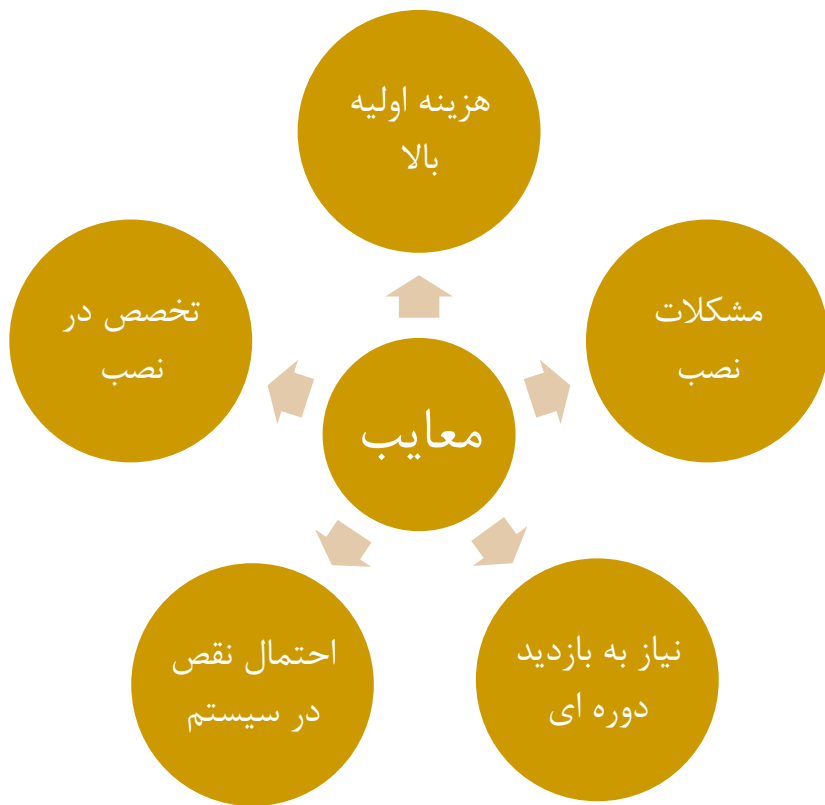 هزینه اولیه
بالا
مشکلات
نصب
تخصص در
نصب
معایب
نیاز به بازدید
دوره ای
احتمال نقص
در سیستم